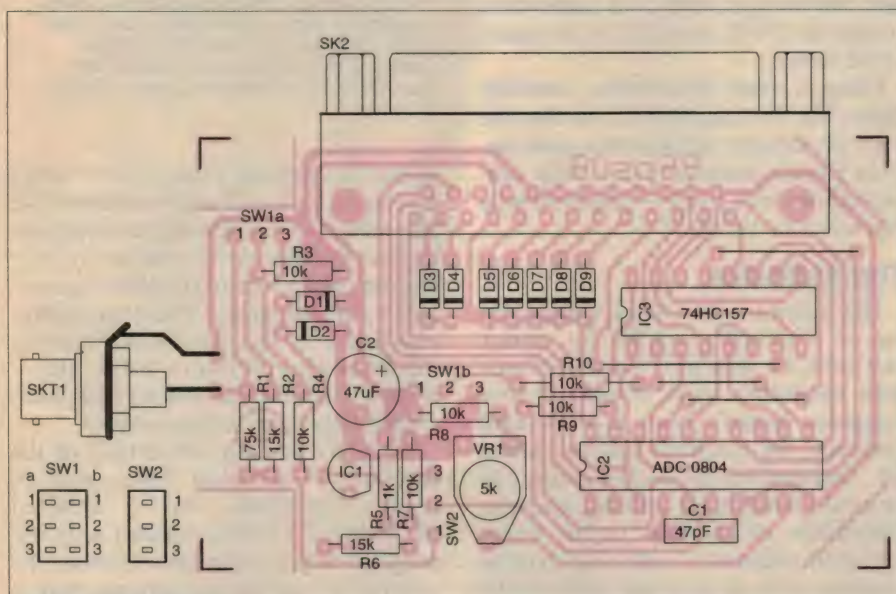 SK2
9gpsuB
SW1a
1 2 3
R3
10k
D1
D2
D3
D4
D5
D6
D7
D8
D9
IC3
74HC157
C2
+
47uF
SW1b
1 2 3
10k
R8
R10
10k
10k
R9
SKT1
R1
75k
R2
15k
R4
10k
IC1
R5
1k
R7
10k
15k
R6
VR1
5k
3
2
1
SW2
IC2
ADC 0804
C1
47pF
SW1
a b
1 1
2 2
3 3
SW2
1
2
3